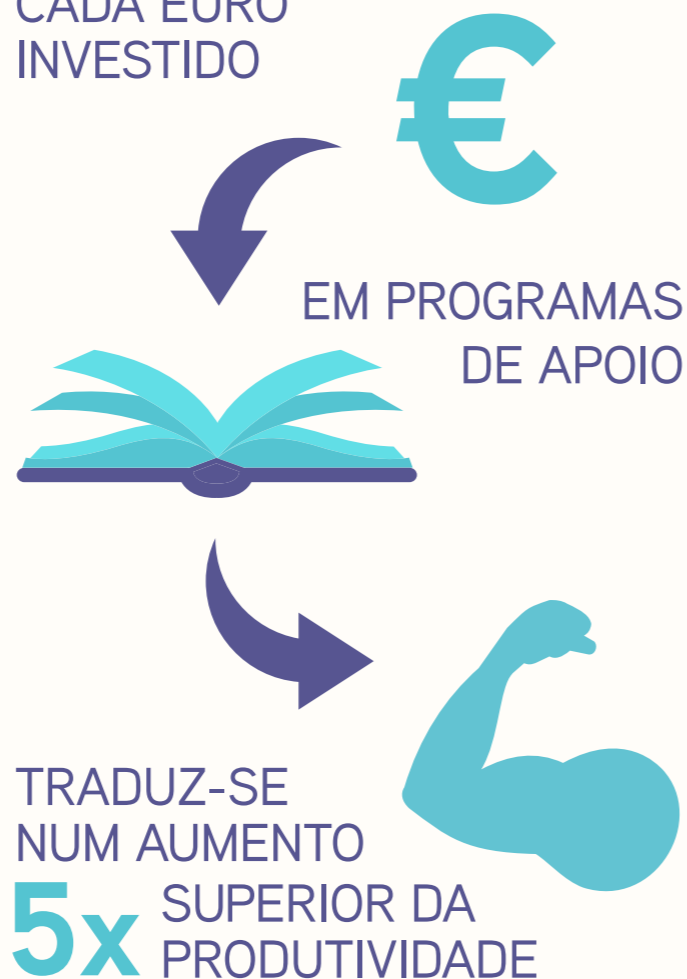 CADA EURO
INVESTIDO
€
EM PROGRAMAS
DE APOIO
TRADUZ-SE
NUM AUMENTO
5x SUPERIOR DA
PRODUTIVIDADE